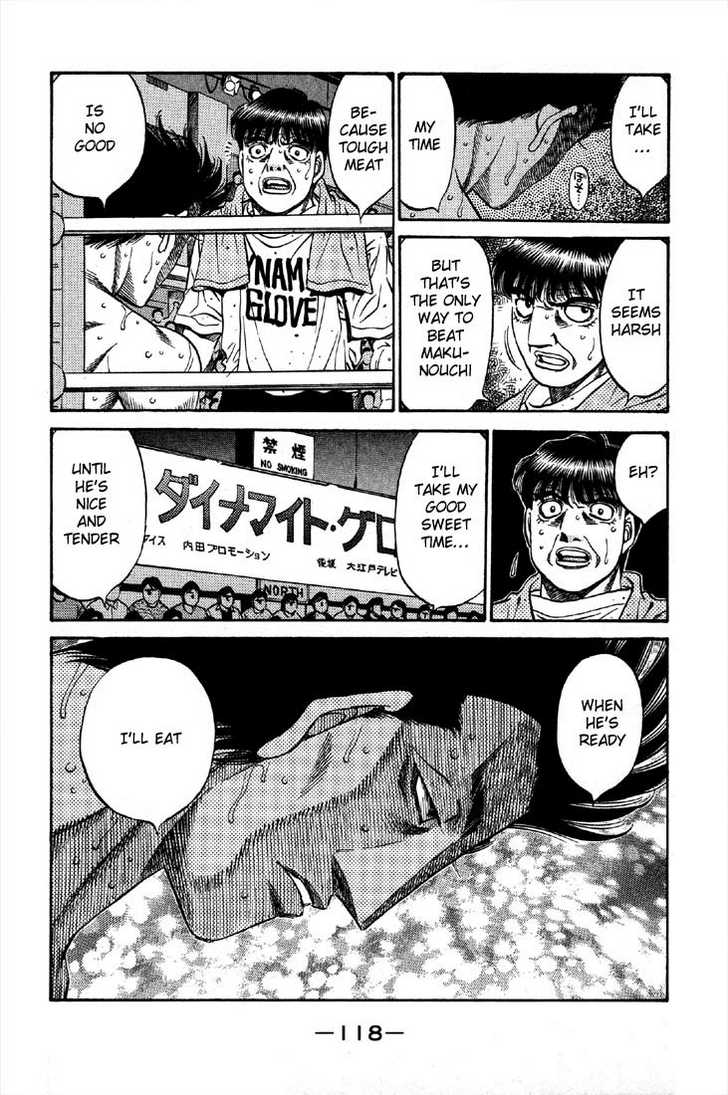 I'LL
TAKE
...
MY
TIME
ぼそ…
IT
SEEMS
HARSH
BUT
THAT'S
THE ONLY
WAY TO
BEAT
MAKU-
NOUCHI
BE-
CAUSE
TOUGH
MEAT
IS
NO
GOOD
NAM
GLOVE
EH?
I'LL
TAKE MY
GOOD
SWEET
TIME...
UNTIL
HE'S
NICE
AND
TENDER
禁煙
NO SMOKING
ダイナマイト・グロ
内田プロモーション
大江戸テレビ
NORTH
WHEN
HE'S
READY
I'LL EAT
—118—